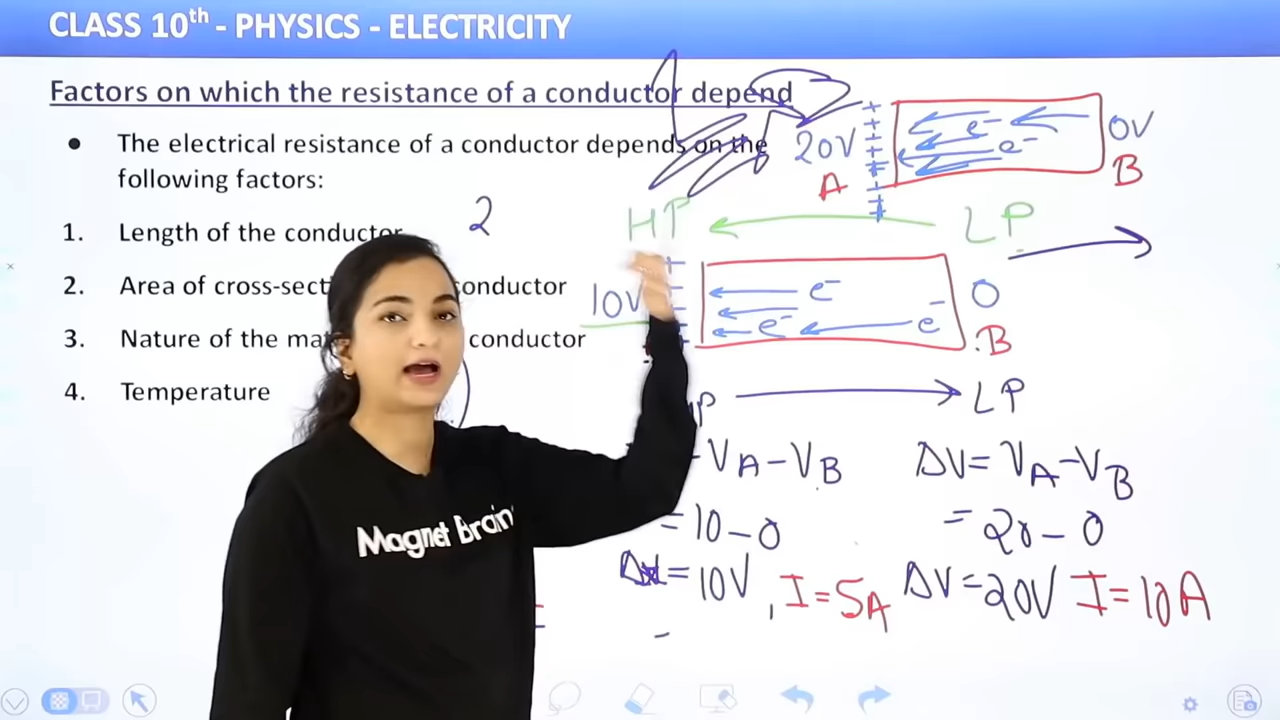 CLASS 10th - PHYSICS - ELECTRICITY
Factors on which the resistance of a conductor depend
• The electrical resistance of a conductor depends on the
following factors:
1. Length of the conductor
2
2. Area of cross-secti conductor
3. Nature of the mat conductor
4. Temperature
20V
A
e-
e-
0V
B
HP
LP
10V
e-
e-
e-
0
B
LP
VA - VB
= 10 - 0
= 10V, I = 5A
ΔV = VA - VB
= 20 - 0
ΔV = 20V I = 10A
Magnet Brain